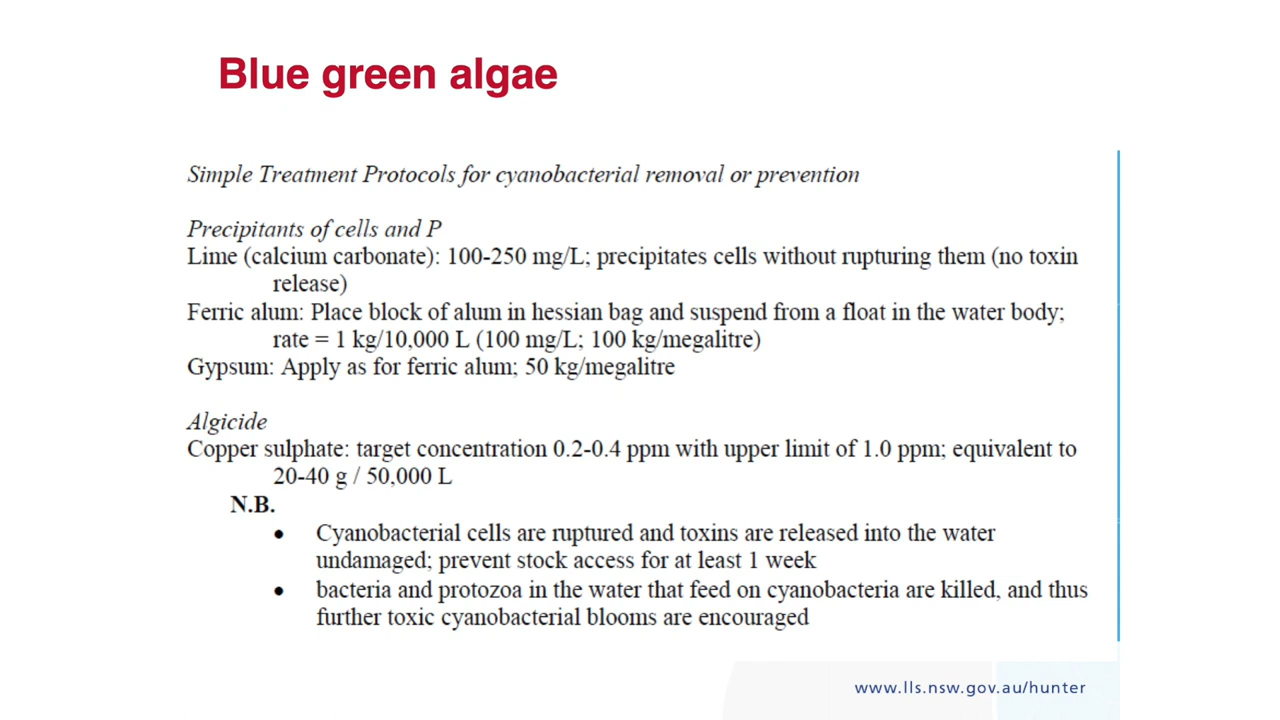 Blue green algae
Simple Treatment Protocols for cyanobacterial removal or prevention
Precipitants of cells and P
Lime (calcium carbonate): 100-250 mg/L; precipitates cells without rupturing them (no toxin
release)
Ferric alum: Place block of alum in hessian bag and suspend from a float in the water body;
rate = 1 kg/10,000 L (100 mg/L; 100 kg/megalitre)
Gypsum: Apply as for ferric alum; 50 kg/megalitre
Algicide
Copper sulphate: target concentration 0.2-0.4 ppm with upper limit of 1.0 ppm; equivalent to
20-40 g / 50,000 L
N.B.
• Cyanobacterial cells are ruptured and toxins are released into the water
undamaged; prevent stock access for at least 1 week
• bacteria and protozoa in the water that feed on cyanobacteria are killed, and thus
further toxic cyanobacterial blooms are encouraged
www.lls.nsw.gov.au/hunter